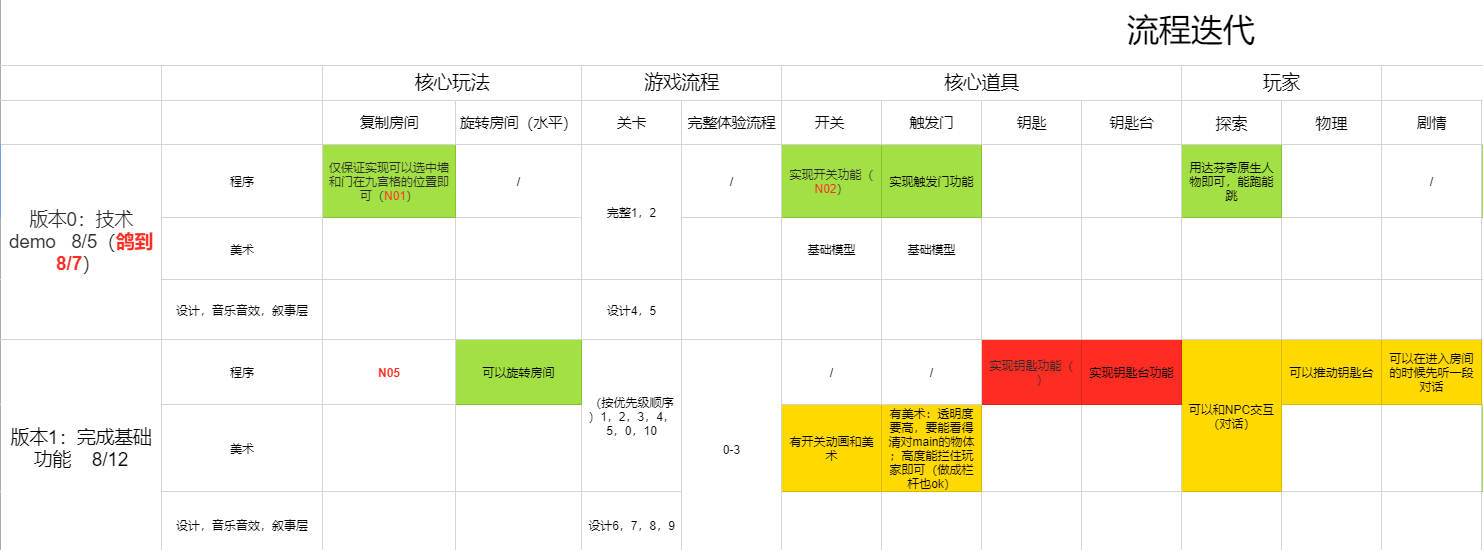 流程迭代
核心玩法 游戏流程 核心道具 玩家
复制房间 旋转房间（水平） 关卡 完整体验流程 开关 触发门 钥匙 钥匙台 探索 物理 剧情
版本0：技术
demo 8/5（鸽到
8/7）
程序
仅保证实现可以选中墙
和门在九宫格的位置即
可（N01）
/
完整1，2
/
实现开关功能（
N02）
实现触发门功能
用达芬奇原生人
物即可，能跑能
跳
/
美术
基础模型
基础模型
设计，音乐音效，叙事层
设计4，5
版本1：完成基础
功能 8/12
程序
N05
可以旋转房间
（按优先级顺序
）1，2，3，4，
5，0，10
0-3
/
/
实现钥匙功能（
）
实现钥匙台功能
可以和NPC交互
（对话）
可以推动钥匙台
可以在进入房间
的时候先听一段
对话
美术
有开关动画和美
术
有美术：透明度
要高，要能看得
清对main的物体
；高度能拦住玩
家即可（做成栏
杆也ok）
设计，音乐音效，叙事层
设计6，7，8，9